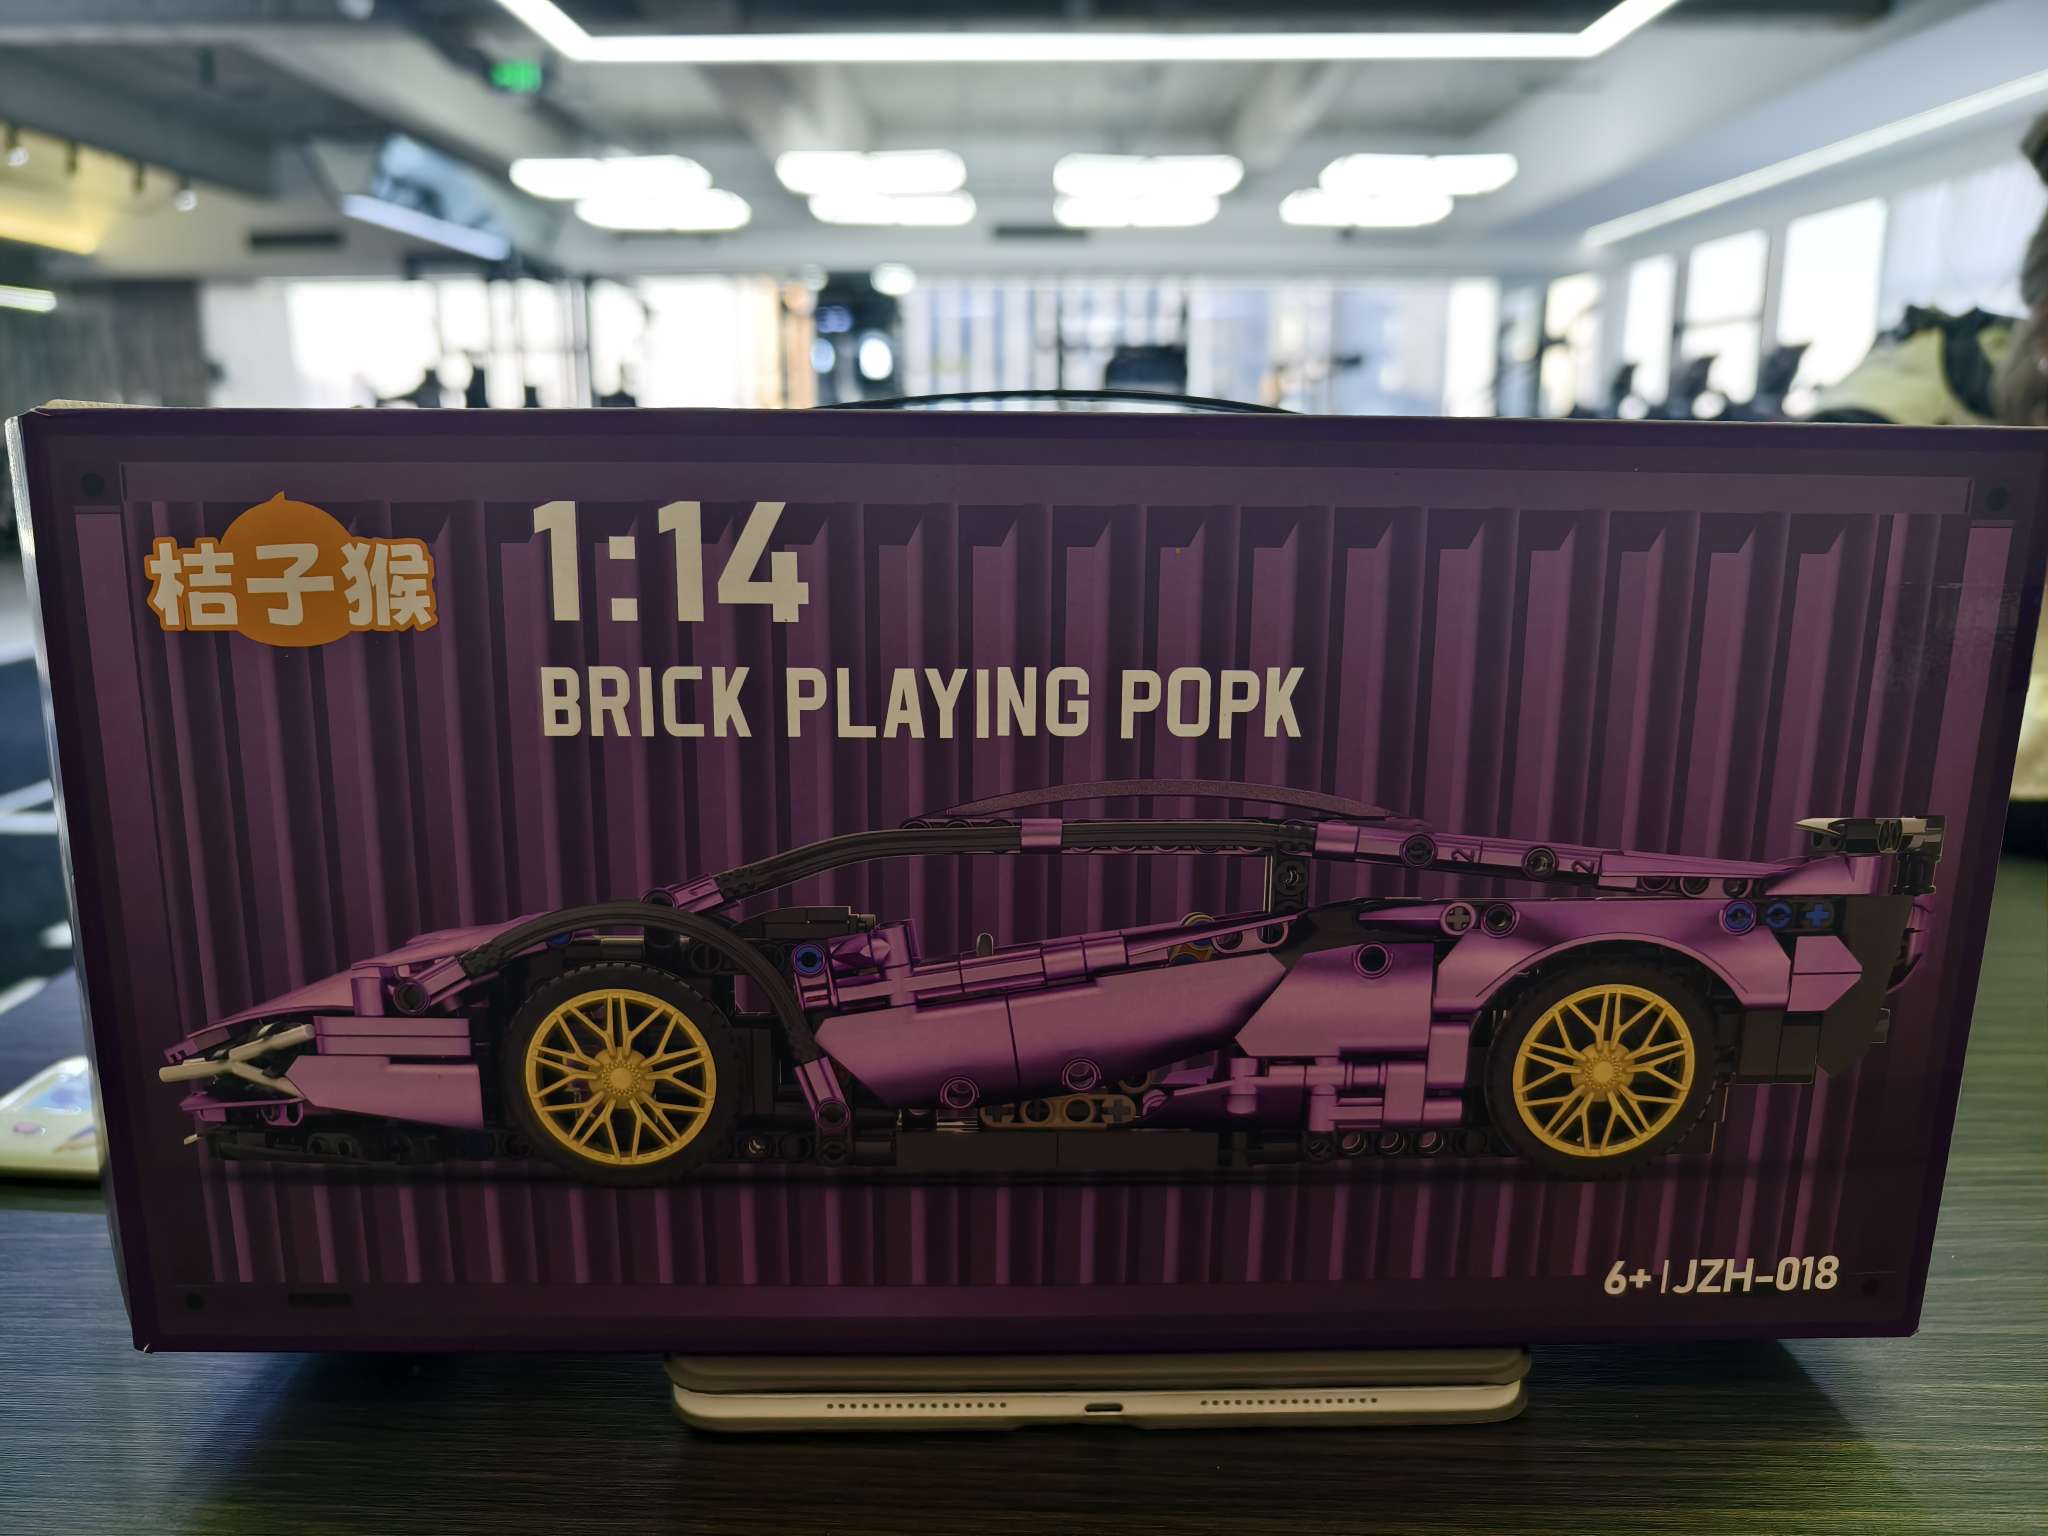 桔子猴
1:14
BRICK PLAYING POPK
6+|JZH-018